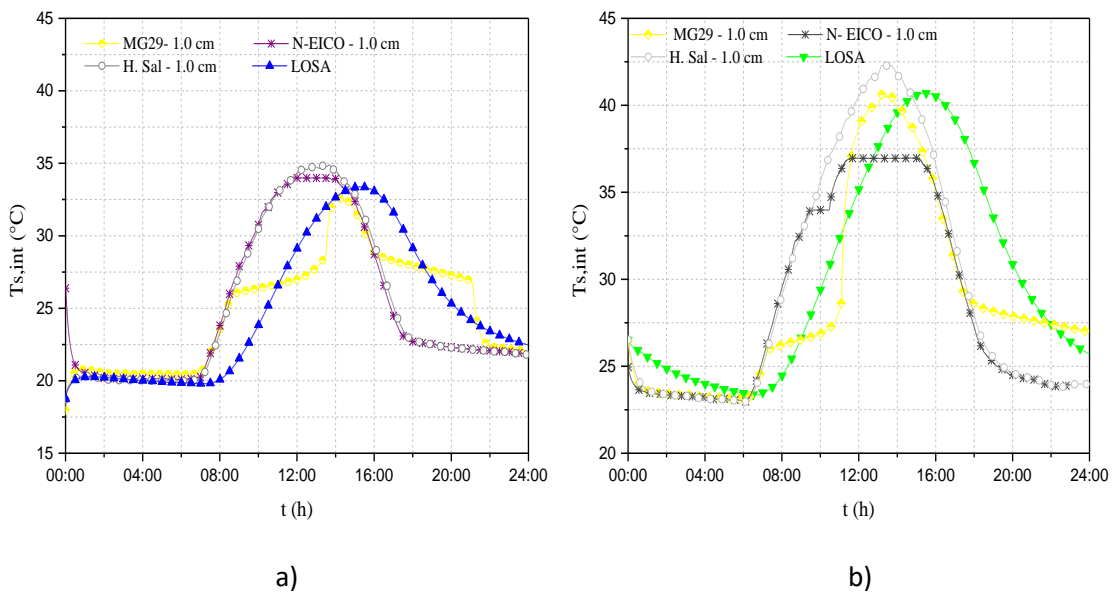 MG29- 1.0 cm
N-EICO - 1.0 cm
H. Sal - 1.0 cm
LOSA
45
40
35
30
25
20
15
Ts.int (°C)
00:00 04:00 08:00 12:00 16:00 20:00 24:00
t (h)
a)
MG29 - 1.0 cm
N- EICO - 1.0 cm
H. Sal - 1.0 cm
LOSA
45
40
35
30
25
20
Ts.int (°C)
00:00 04:00 08:00 12:00 16:00 20:00 24:00
t (h)
b)